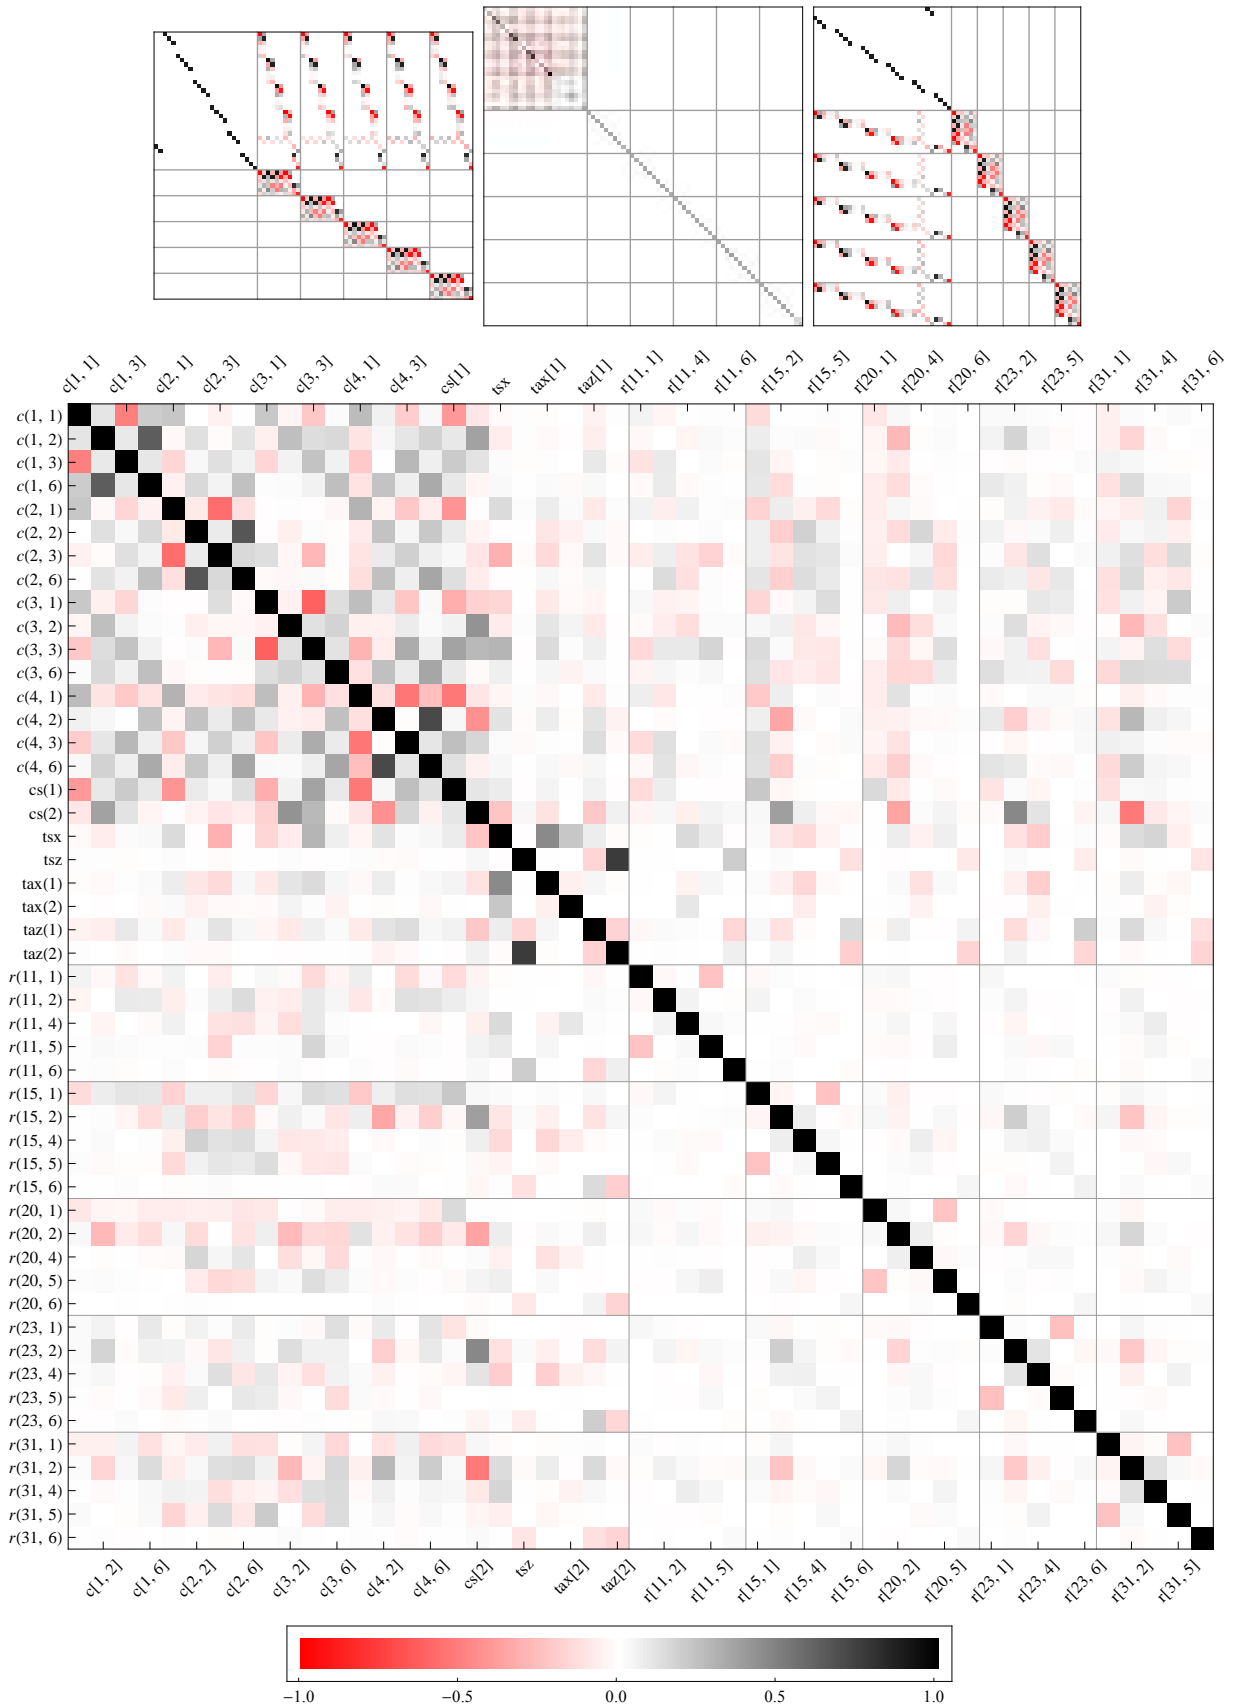 c[1, 1] c[1, 3] c[2, 1] c[2, 3] c[3, 1] c[3, 3] c[4, 1] c[4, 3] cs[1] tsx tax[1] taz[1] r[11, 1] r[11, 4] r[11, 6] r[15, 2] r[15, 5] r[20, 1] r[20, 4] r[20, 6] r[23, 2] r[23, 5] r[31, 1] r[31, 4] r[31, 6]
c(1, 1)
c(1, 2)
c(1, 3)
c(1, 6)
c(2, 1)
c(2, 2)
c(2, 3)
c(2, 6)
c(3, 1)
c(3, 2)
c(3, 3)
c(3, 6)
c(4, 1)
c(4, 2)
c(4, 3)
c(4, 6)
cs(1)
cs(2)
tsx
tsz
tax(1)
tax(2)
taz(1)
taz(2)
r(11, 1)
r(11, 2)
r(11, 4)
r(11, 5)
r(11, 6)
r(15, 1)
r(15, 2)
r(15, 4)
r(15, 5)
r(15, 6)
r(20, 1)
r(20, 2)
r(20, 4)
r(20, 5)
r(20, 6)
r(23, 1)
r(23, 2)
r(23, 4)
r(23, 5)
r(23, 6)
r(31, 1)
r(31, 2)
r(31, 4)
r(31, 5)
r(31, 6)
c[1, 2] c[1, 6] c[2, 2] c[2, 6] c[3, 2] c[3, 6] c[4, 2] c[4, 6] cs[2] tsz tax[2] taz[2] r[11, 2] r[11, 5] r[15, 1] r[15, 4] r[15, 6] r[20, 2] r[20, 5] r[23, 1] r[23, 4] r[23, 6] r[31, 2] r[31, 5]
−1.0 −0.5 0.0 0.5 1.0